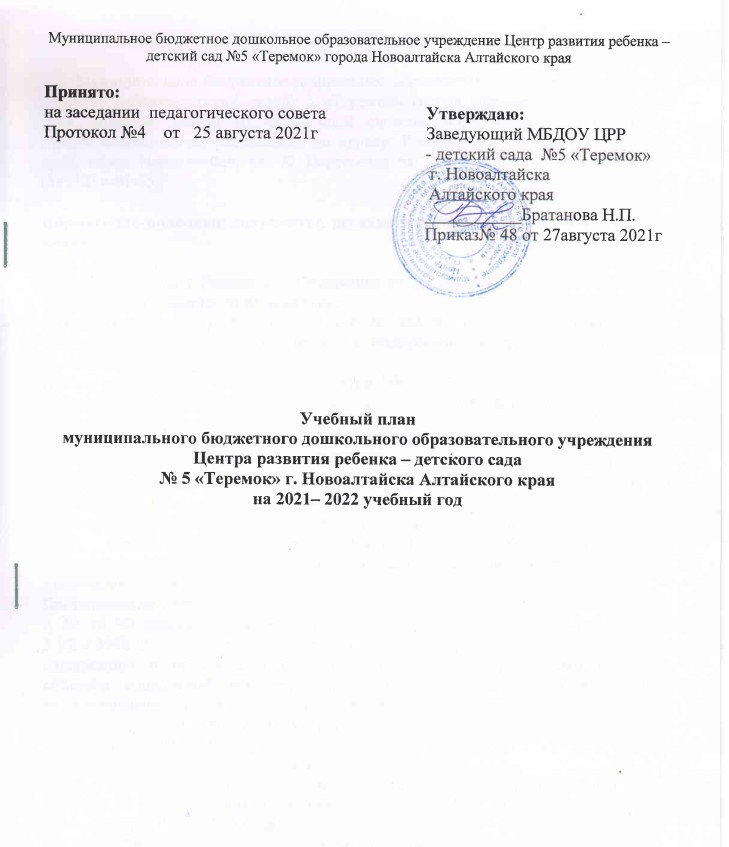 Муниципальное бюджетное дошкольное образовательное учреждение Центр развития ребенка –
детский сад №5 «Теремок» города Новоалтайска Алтайского края
Принято:
на заседании педагогического совета
Протокол №4 от 25 августа 2021г
Утверждаю:
Заведующий МБДОУ ЦРР
- детский сада №5 «Теремок»
г. Новоалтайска
Алтайского края
Братанова Н.П.
Приказ№ 48 от 27августа 2021г
Учебный план
муниципального бюджетного дошкольного образовательного учреждения
Центра развития ребенка – детского сада
№ 5 «Теремок» г. Новоалтайска Алтайского края
на 2021– 2022 учебный год